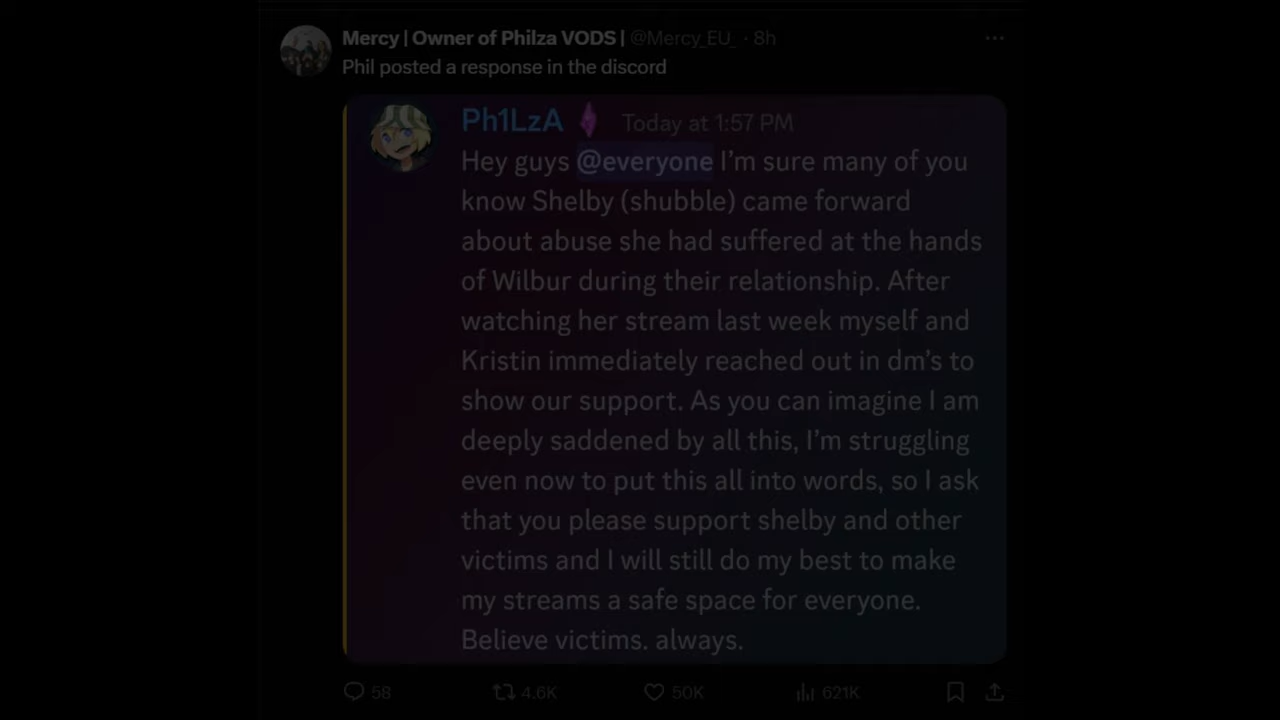 Mercy | Owner of Philza VODS | @Mercy_EU_ · 8h
Phil posted a response in the discord
Ph1LzA Today at 1:57 PM
Hey guys @everyone I'm sure many of you
know Shelby (shubble) came forward
about abuse she had suffered at the hands
of Wilbur during their relationship. After
watching her stream last week myself and
Kristin immediately reached out in dm's to
show our support. As you can imagine I am
deeply saddened by all this, I'm struggling
even now to put this all into words, so I ask
that you please support shelby and other
victims and I will still do my best to make
my streams a safe space for everyone.
Believe victims. always.
58 4.6K 50K 621K